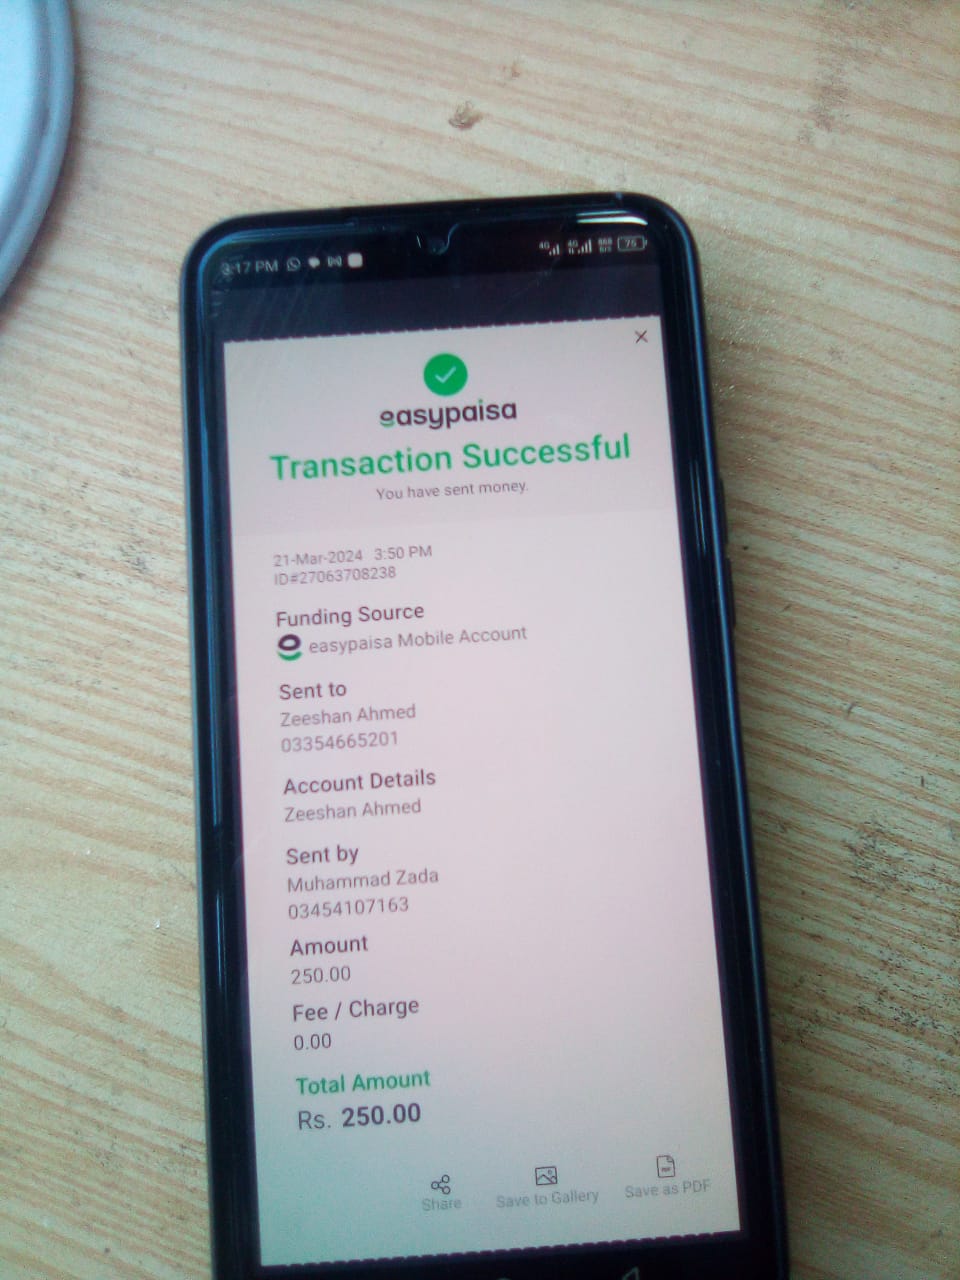 3:17 PM
4G 4G 75
×
easypaisa
Transaction Successful
You have sent money.
21-Mar-2024 3:50 PM
ID#27063708238
Funding Source
easypaisa Mobile Account
Sent to
Zeeshan Ahmed
03354665201
Account Details
Zeeshan Ahmed
Sent by
Muhammad Zada
03454107163
Amount
250.00
Fee / Charge
0.00
Total Amount
Rs. 250.00
Share
Save to Gallery
Save as PDF